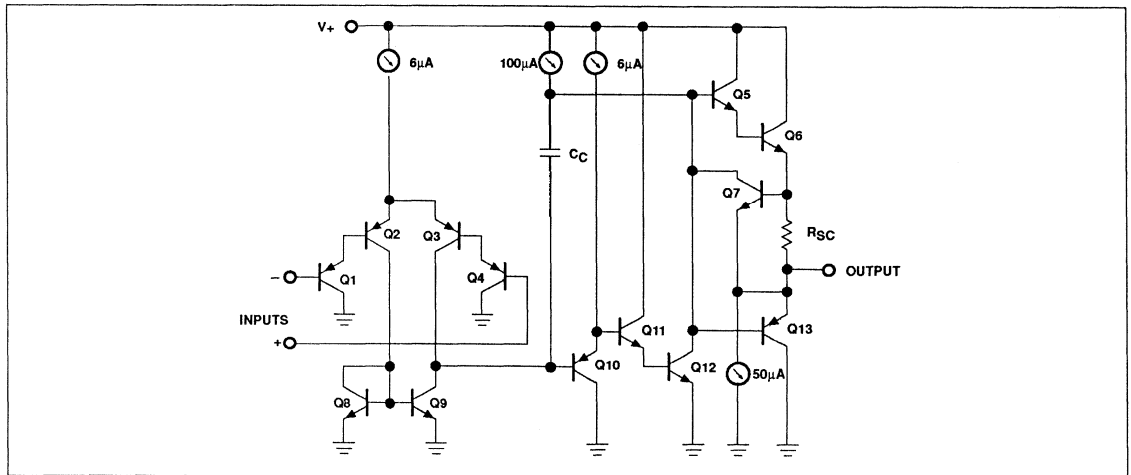 V+
6µA
100µA
6µA
Q5
Q6
CC
Q7
Q2
Q3
RSC
Q1
Q4
OUTPUT
–
INPUTS
+
Q11
Q13
Q10
Q12
50µA
Q8
Q9